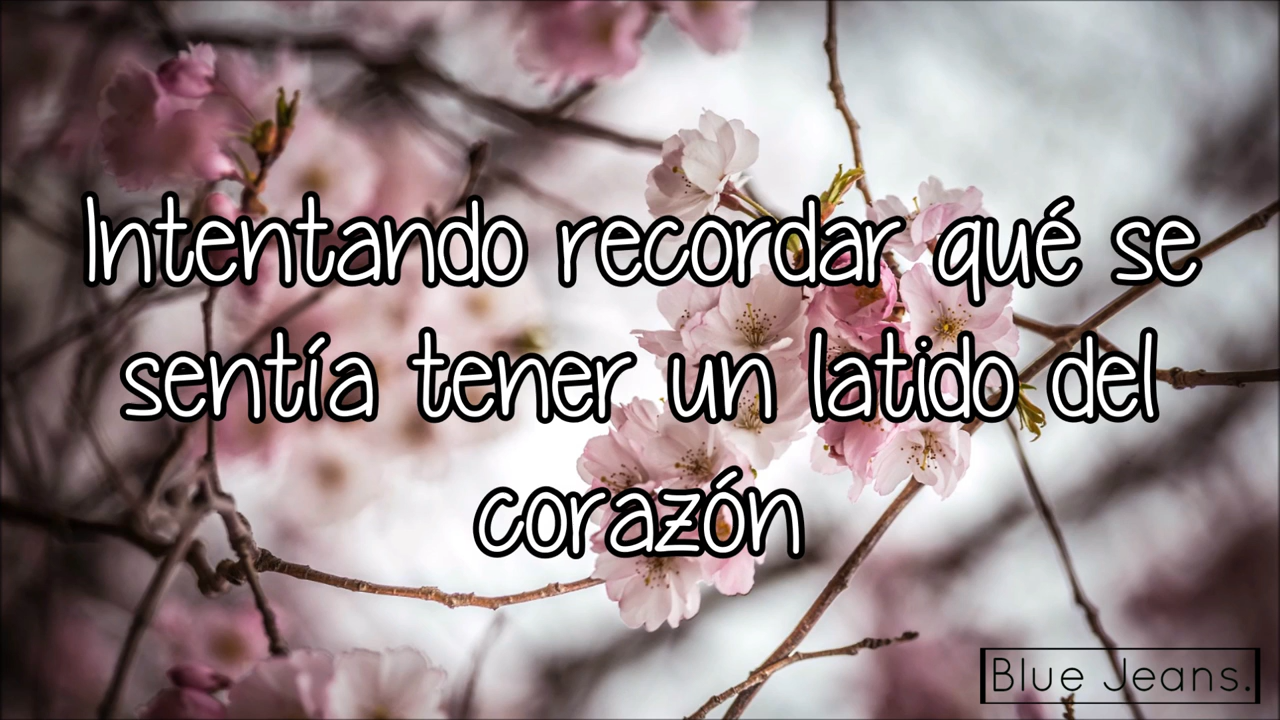 Intentando recordar qué se
sentía tener un latido del
corazón
Blue Jeans.